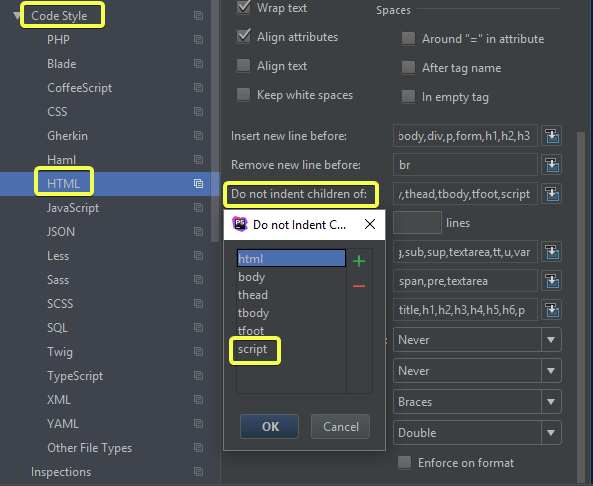 Code Style
PHP
Blade
CoffeeScript
CSS
Gherkin
Haml
HTML
JavaScript
JSON
Less
Sass
SCSS
SQL
Twig
TypeScript
XML
YAML
Other File Types
Inspections
Wrap text
Align attributes
Align text
Keep white spaces
Spaces
Around "=" in attribute
After tag name
In empty tag
Insert new line before: body,div,p,form,h1,h2,h3
Remove new line before: br
Do not indent children of: y,thead,tbody,tfoot,script
lines
g,sub,sup,textarea,tt,u,var
span,pre,textarea
title,h1,h2,h3,h4,h5,h6,p
: Never
Never
Braces
Double
Enforce on format
PS
Do not Indent C...
html
body
thead
tbody
tfoot
script
OK
Cancel